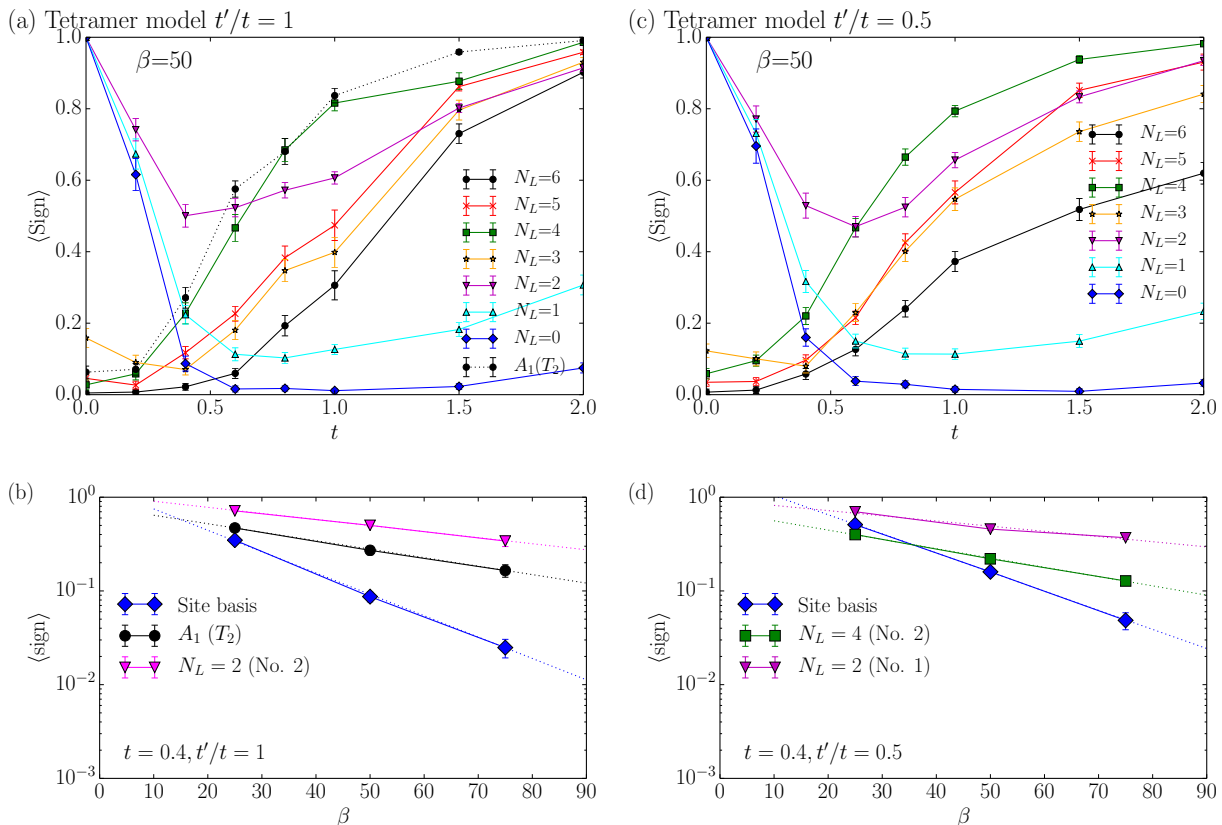 (a) Tetramer model t′/t = 1
β=50
⟨Sign⟩
1.0
0.8
0.6
0.4
0.2
0.0
N_L=6
N_L=5
N_L=4
N_L=3
N_L=2
N_L=1
N_L=0
A_1(T_2)
0.0 0.5 1.0 1.5 2.0
t
(c) Tetramer model t′/t = 0.5
β=50
⟨Sign⟩
1.0
0.8
0.6
0.4
0.2
0.0
N_L=6
N_L=5
N_L=4
N_L=3
N_L=2
N_L=1
N_L=0
0.0 0.5 1.0 1.5 2.0
t
(b)
⟨sign⟩
10^0
10^{-1}
10^{-2}
10^{-3}
Site basis
A_1 (T_2)
N_L = 2 (No. 2)
t = 0.4, t′/t = 1
0 10 20 30 40 50 60 70 80 90
β
(d)
⟨sign⟩
10^0
10^{-1}
10^{-2}
10^{-3}
Site basis
N_L = 4 (No. 2)
N_L = 2 (No. 1)
t = 0.4, t′/t = 0.5
0 10 20 30 40 50 60 70 80 90
β